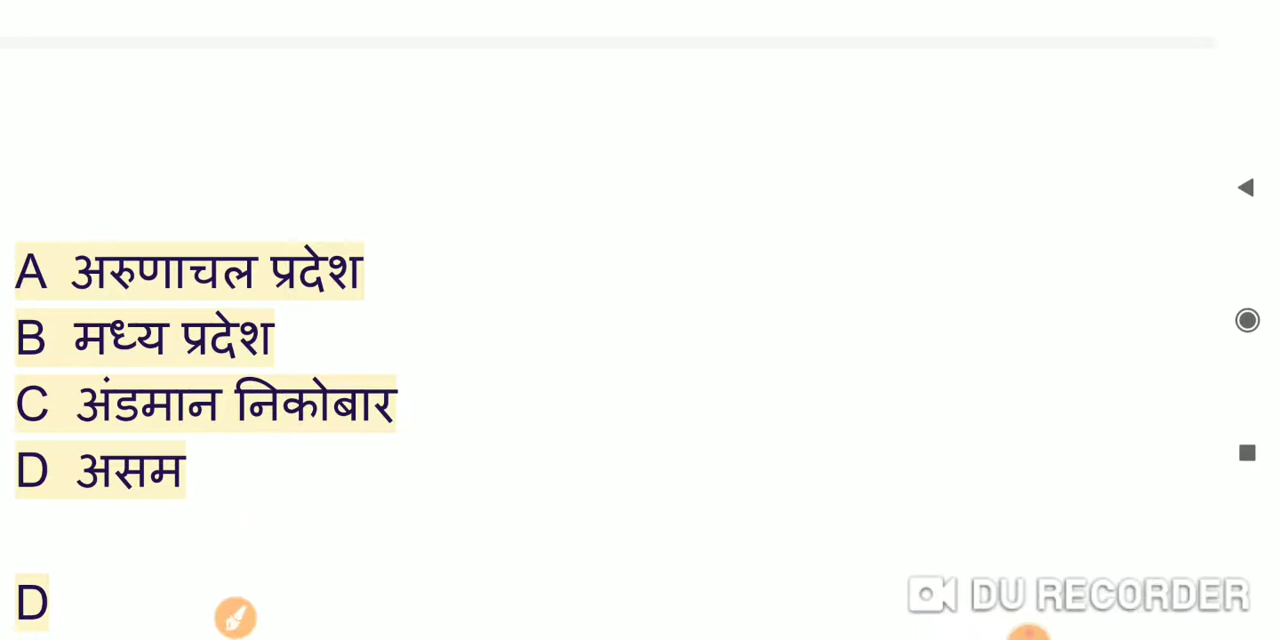 A अरुणाचल प्रदेश
B मध्य प्रदेश
C अंडमान निकोबार
D असम
D
DU RECORDER